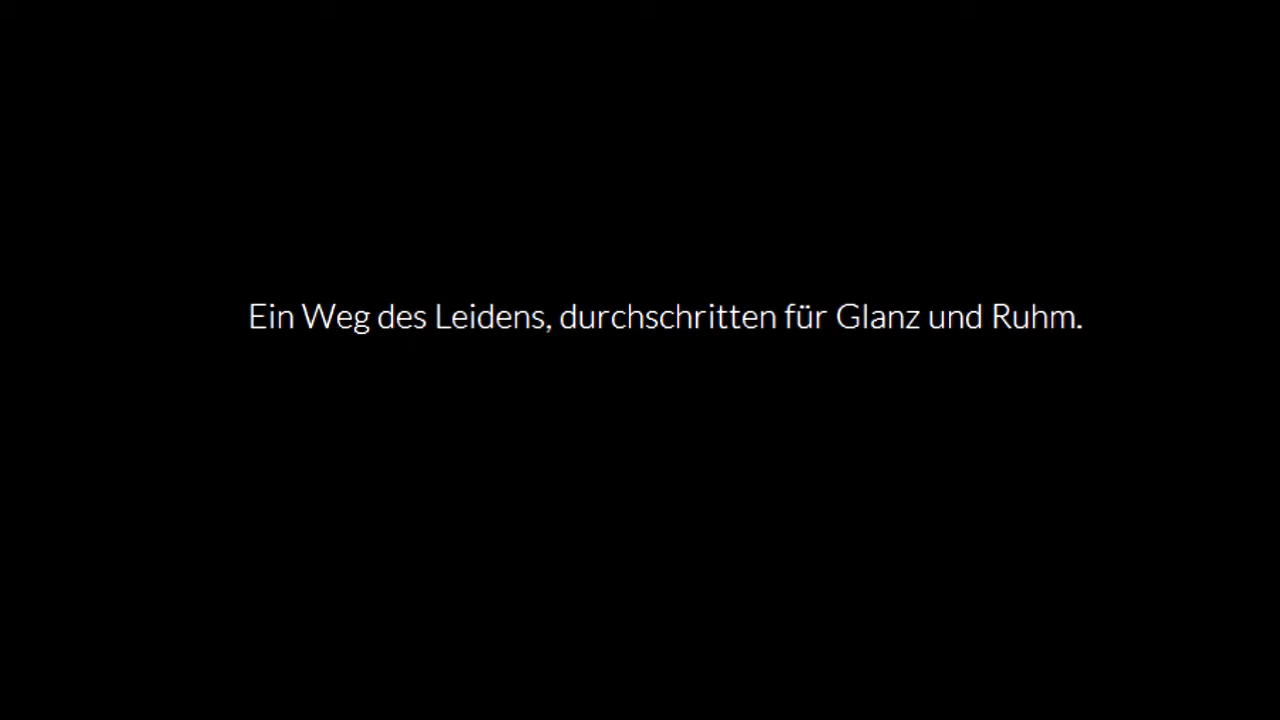 Ein Weg des Leidens, durchschritten für Glanz und Ruhm.